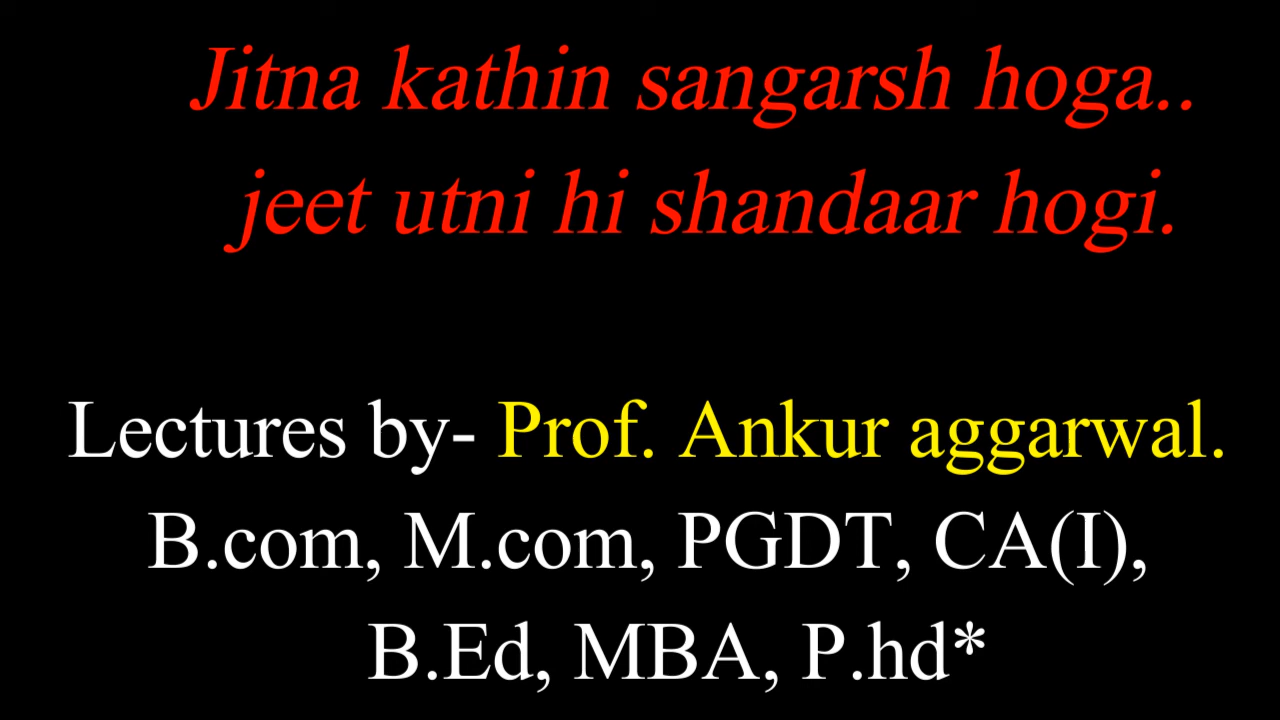 Jitna kathin sangarsh hoga..
jeet utni hi shandaar hogi.
Lectures by- Prof. Ankur aggarwal.
B.com, M.com, PGDT, CA(I),
B.Ed, MBA, P.hd*